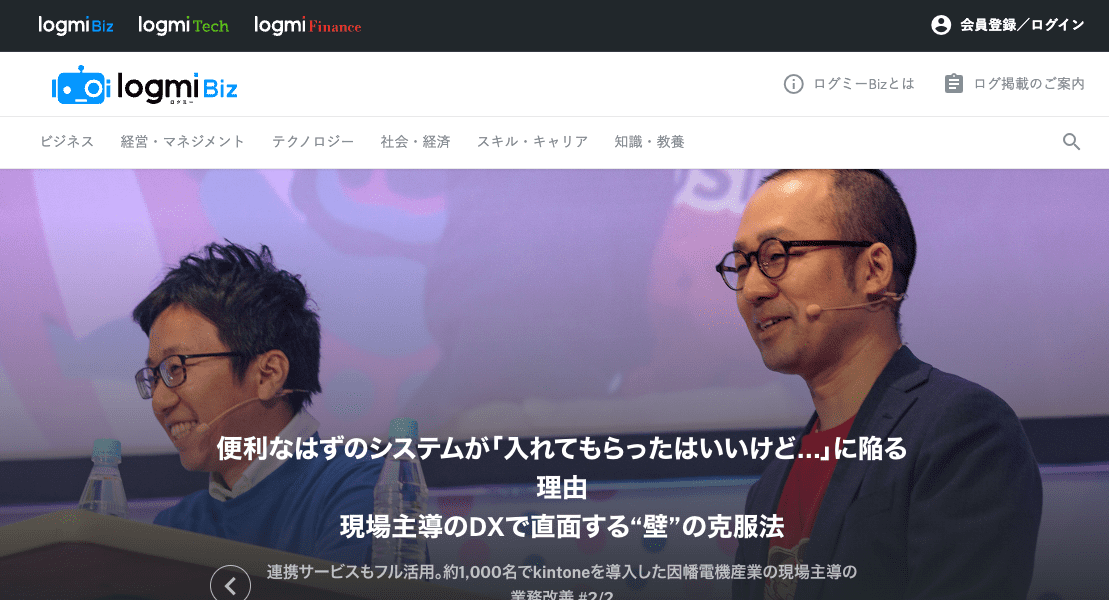 logmi Biz logmi Tech logmi Finance 会員登録／ログイン
logmi Biz ログミーBizとは ログ掲載のご案内
ログミー
ビジネス 経営・マネジメント テクノロジー 社会・経済 スキル・キャリア 知識・教養
便利なはずのシステムが「入れてもらったはいいけど…」に陥る
理由
現場主導のDXで直面する“壁”の克服法
連携サービスもフル活用。約1,000名でkintoneを導入した因幡電機産業の現場主導の
業務改善 #2/2